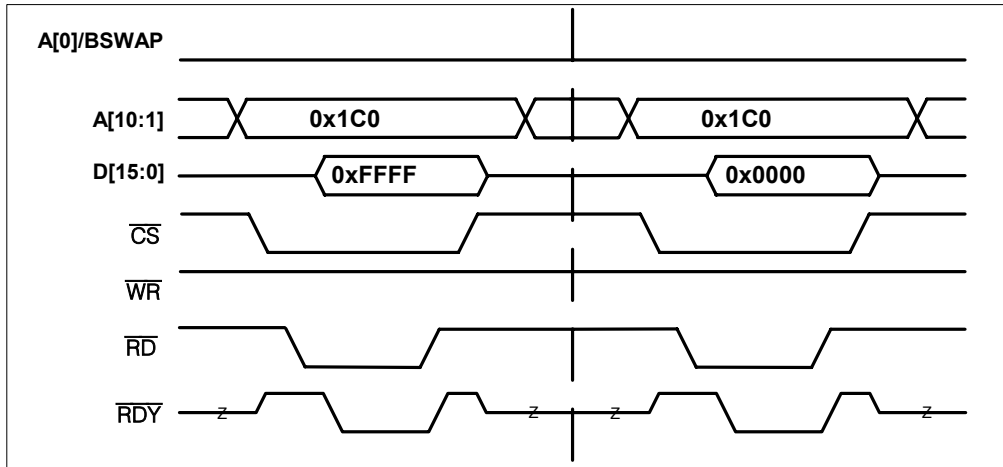 A[0]/BSWAP
A[10:1] 0x1C0 0x1C0
D[15:0] 0xFFFF 0x0000
CS
WR
RD
RDY Z Z Z Z